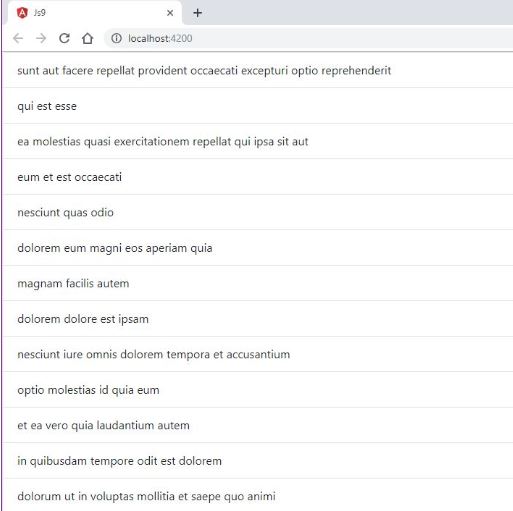 Js9
localhost:4200
sunt aut facere repellat provident occaecati excepturi optio reprehenderit
qui est esse
ea molestias quasi exercitationem repellat qui ipsa sit aut
eum et est occaecati
nesciunt quas odio
dolorem eum magni eos aperiam quia
magnam facilis autem
dolorem dolore est ipsam
nesciunt iure omnis dolorem tempora et accusantium
optio molestias id quia eum
et ea vero quia laudantium autem
in quibusdam tempore odit est dolorem
dolorum ut in voluptas mollitia et saepe quo animi